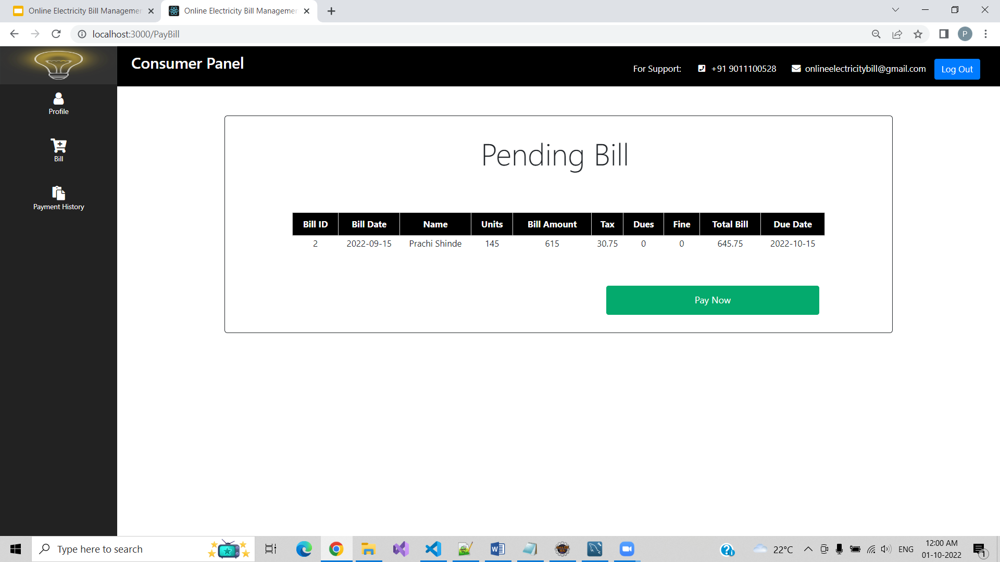 Online Electricity Bill Managemen
Online Electricity Bill Managemen
localhost:3000/PayBill
P
Consumer Panel
For Support: +91 9011100528 onlineelectricitybill@gmail.com Log Out
Profile
Bill
Payment History
Pending Bill
Bill ID Bill Date Name Units Bill Amount Tax Dues Fine Total Bill Due Date
2 2022-09-15 Prachi Shinde 145 615 30.75 0 0 645.75 2022-10-15
Pay Now
Type here to search
22°C
ENG
12:00 AM
01-10-2022
1